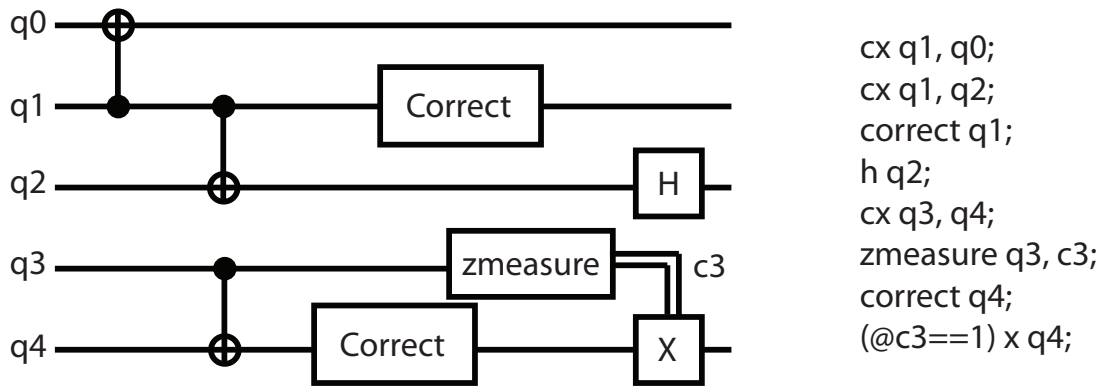 q0
cx q1, q0;
cx q1, q2;
q1
Correct
correct q1;
h q2;
q2
H
cx q3, q4;
q3
zmeasure
c3
zmeasure q3, c3;
correct q4;
q4
Correct
X
(@c3==1) x q4;